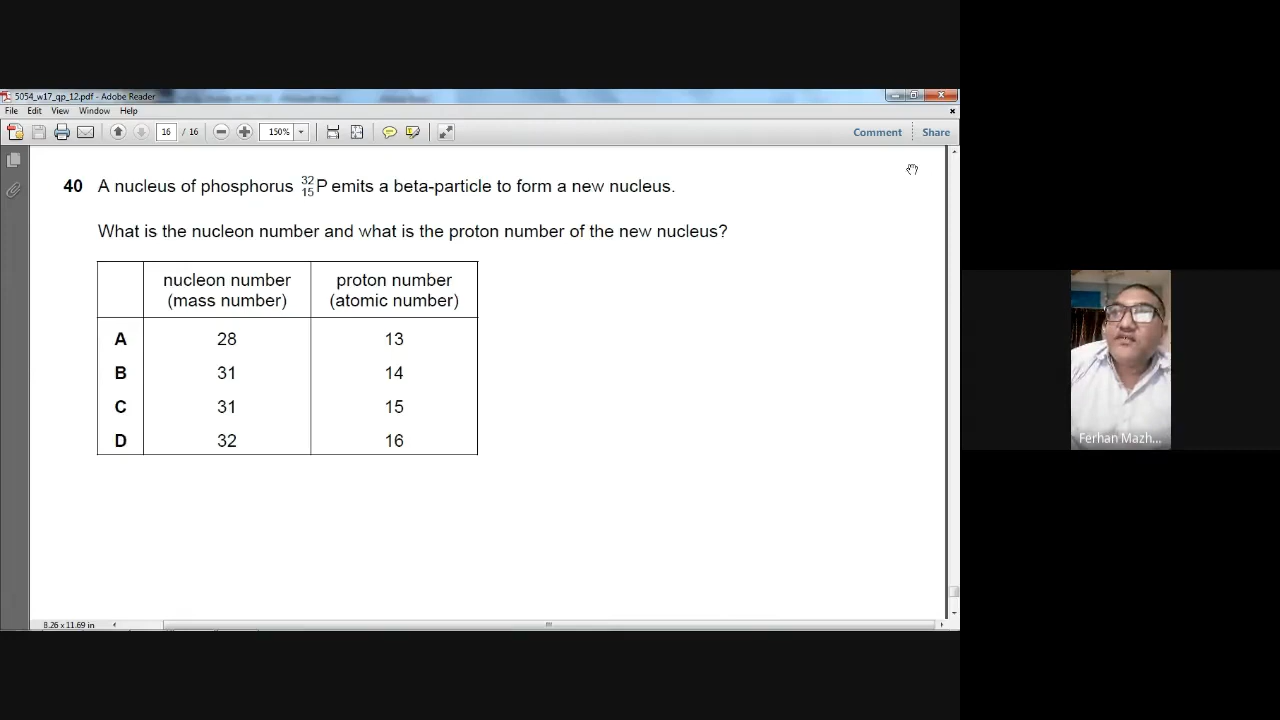 5054_w17_qp_12.pdf - Adobe Reader
File Edit View Window Help
16 / 16 150% Comment Share
40 A nucleus of phosphorus 32 15 P emits a beta-particle to form a new nucleus.
What is the nucleon number and what is the proton number of the new nucleus?
nucleon number proton number
(mass number) (atomic number)
A 28 13
B 31 14
C 31 15
D 32 16
Ferhan Mazh...
8.26 x 11.69 in